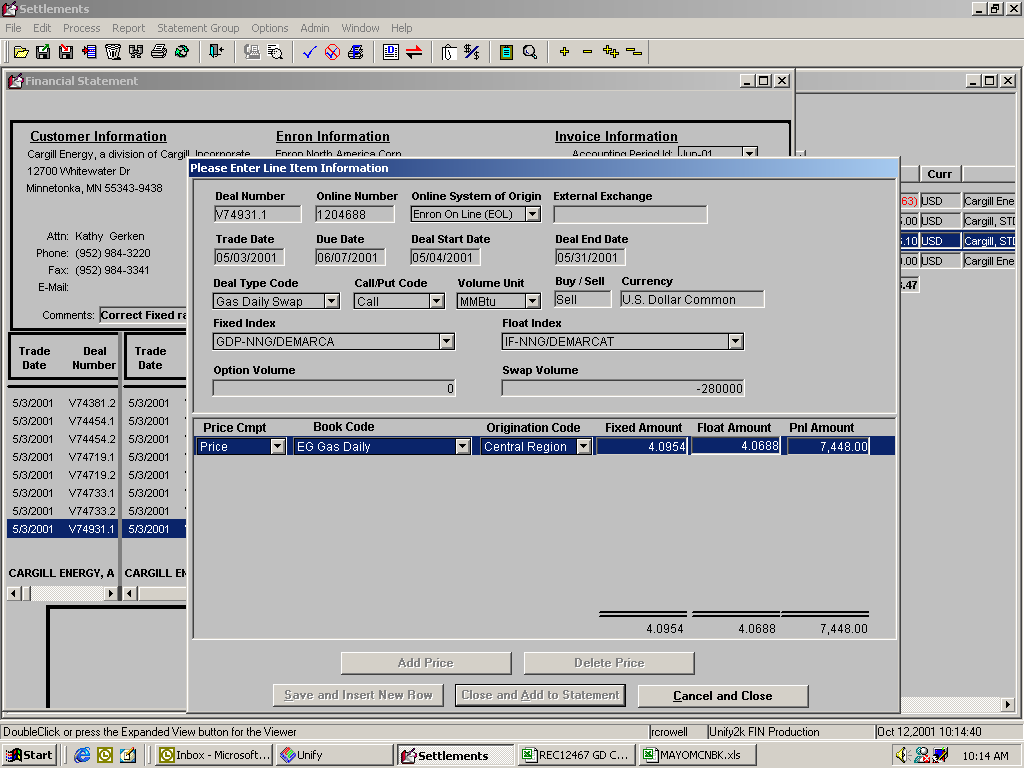 Settlements
File Edit Process Report Statement Group Options Admin Window Help
Financial Statement
Customer Information Enron Information Invoice Information
Cargill Energy, a division of Cargill, Incorporate Enron North America Corp Accounting Period Id: Jun-01
12700 Whitewater Dr
Minnetonka, MN 55343-9438
Attn: Kathy Gerken
Phone: (952) 984-3220
Fax: (952) 984-3341
E-Mail:
Comments: Correct Fixed ra
Trade Date Deal Number Trade Date
5/3/2001 V74381.2 5/3/2001
5/3/2001 V74454.1 5/3/2001
5/3/2001 V74454.2 5/3/2001
5/3/2001 V74719.1 5/3/2001
5/3/2001 V74719.2 5/3/2001
5/3/2001 V74733.1 5/3/2001
5/3/2001 V74733.2 5/3/2001
5/3/2001 V74931.1 5/3/2001
CARGILL ENERGY, A CARGILL EN
Curr
63) USD Cargill Ene
.00 USD Cargill, STD
.10 USD Cargill, STD
.00 USD Cargill Ene
.47
Please Enter Line Item Information
Deal Number Online Number Online System of Origin External Exchange
V74931.1 1204688 Enron On Line (EOL)
Trade Date Due Date Deal Start Date Deal End Date
05/03/2001 06/07/2001 05/04/2001 05/31/2001
Deal Type Code Call/Put Code Volume Unit Buy / Sell Currency
Gas Daily Swap Call MMBtu Sell U.S. Dollar Common
Fixed Index Float Index
GDP-NNG/DEMARCA IF-NNG/DEMARCAT
Option Volume Swap Volume
0 -280000
Price Cmpt Book Code Origination Code Fixed Amount Float Amount Pnl Amount
Price EG Gas Daily Central Region 4.0954 4.0688 7,448.00
4.0954 4.0688 7,448.00
Add Price Delete Price
Save and Insert New Row Close and Add to Statement Cancel and Close
DoubleClick or press the Expanded View button for the Viewer rcrowell Unify2k FIN Production Oct 12,2001 10:14:40
Start Inbox - Microsoft... Unify Settlements REC12467 GD C... MAYOMCNBK.xls 10:14 AM